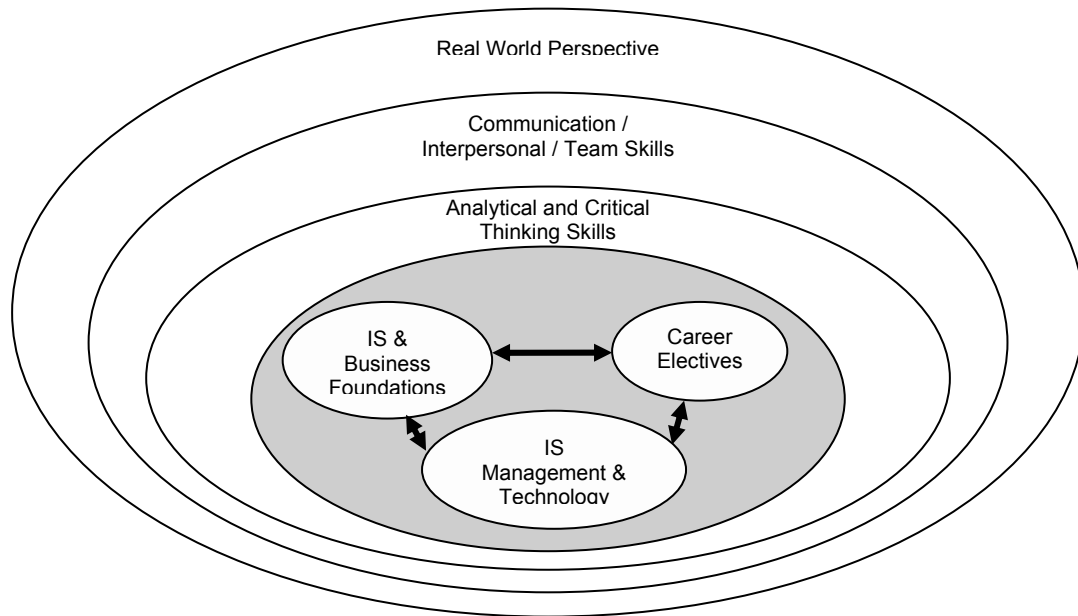 Real World Perspective
Communication /
Interpersonal / Team Skills
Analytical and Critical
Thinking Skills
IS &
Business
Foundations
Career
Electives
IS
Management &
Technology